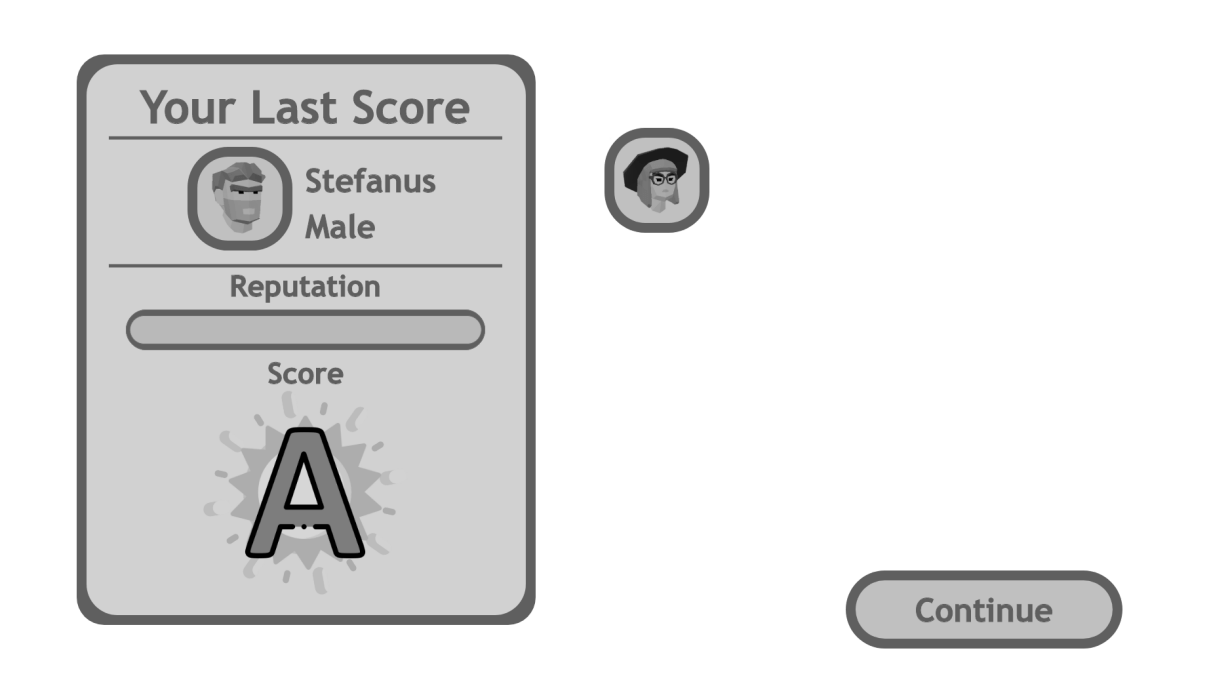 Your Last Score
Stefanus
Male
Reputation
Score
A
Continue